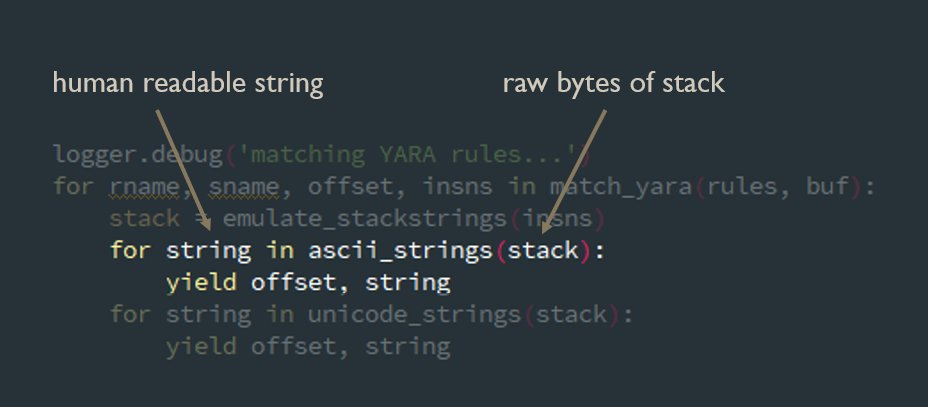 human readable string
raw bytes of stack
logger.debug('matching YARA rules...')
for rname, sname, offset, insns in match_yara(rules, buf):
    stack = emulate_stackstrings(insns)
    for string in ascii_strings(stack):
        yield offset, string
    for string in unicode_strings(stack):
        yield offset, string